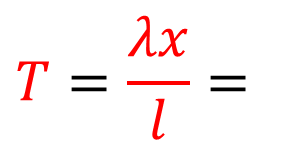 T = λx / l =